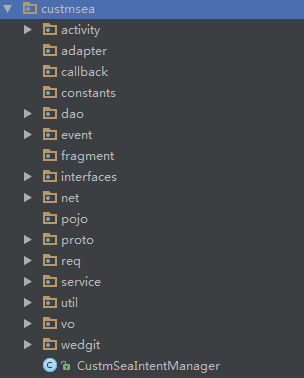 custmsea
activity
adapter
callback
constants
dao
event
fragment
interfaces
net
pojo
proto
req
service
util
vo
wedgit
CustmSeaIntentManager